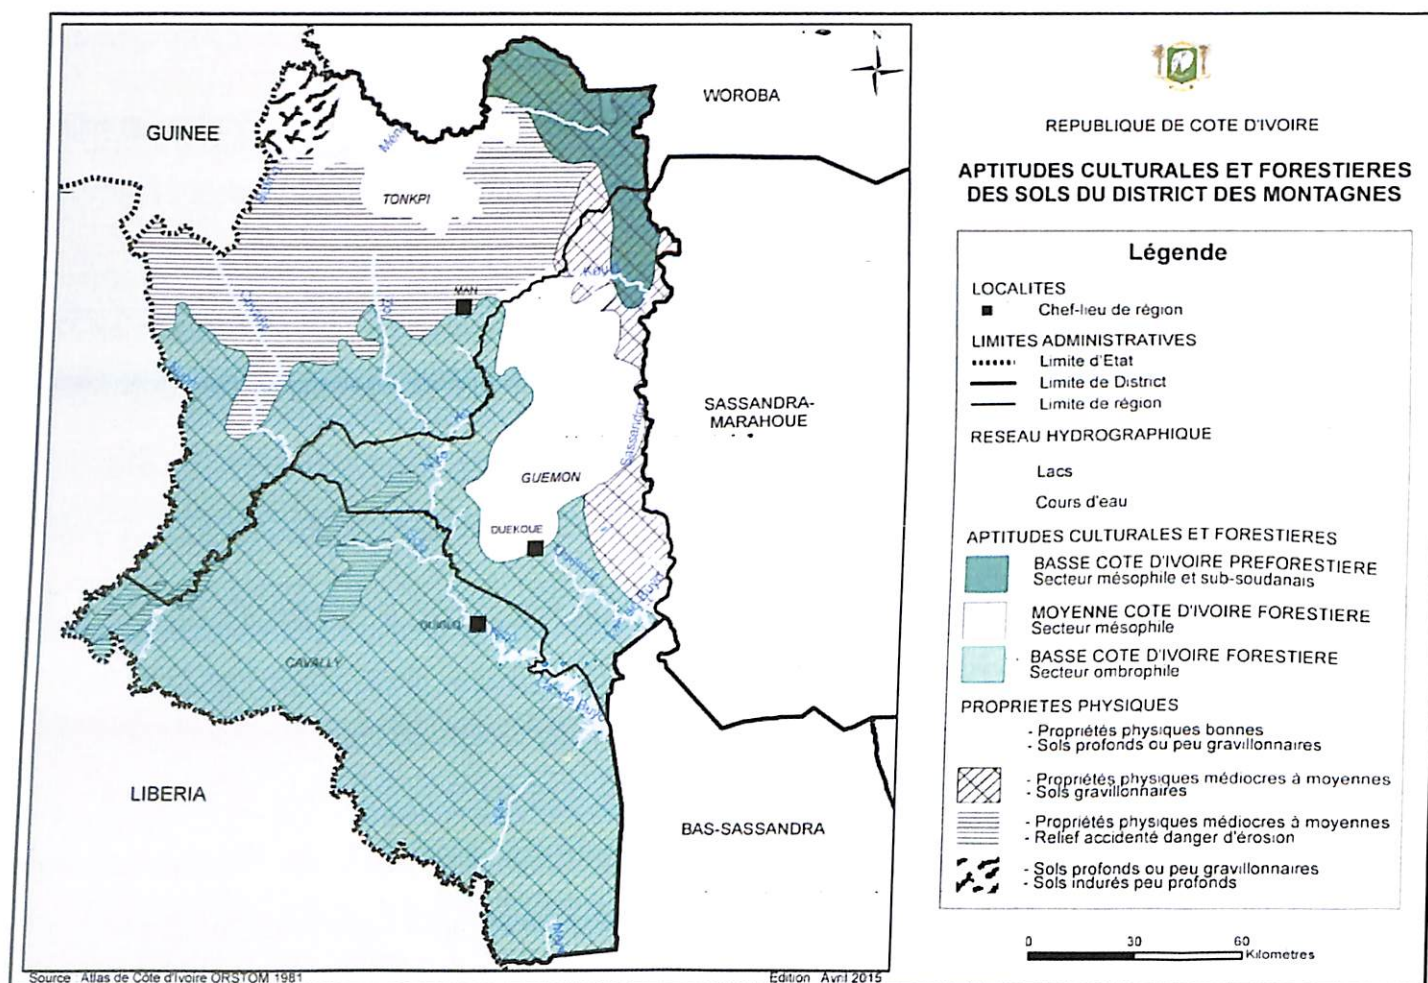 WOROBA
GUINEE
TONKPI
MAN
Kouin
SASSANDRA-
MARAHOUE
Sassandra
GUEMON
DUEKOUE
CAVALLY
LIBERIA
BAS-SASSANDRA
Source : Atlas de Côte d'Ivoire ORSTOM 1981
Edition Avril 2015
REPUBLIQUE DE COTE D'IVOIRE
APTITUDES CULTURALES ET FORESTIERES
DES SOLS DU DISTRICT DES MONTAGNES
Légende
LOCALITES
Chef-lieu de région
LIMITES ADMINISTRATIVES
Limite d'Etat
Limite de District
Limite de région
RESEAU HYDROGRAPHIQUE
Lacs
Cours d'eau
APTITUDES CULTURALES ET FORESTIERES
BASSE COTE D'IVOIRE PREFORESTIERE
Secteur mésophile et sub-soudanais
MOYENNE COTE D'IVOIRE FORESTIERE
Secteur mésophile
BASSE COTE D'IVOIRE FORESTIERE
Secteur ombrophile
PROPRIETES PHYSIQUES
- Propriétés physiques bonnes
- Sols profonds ou peu gravillonnaires
- Propriétés physiques médiocres à moyennes
- Sols gravillonnaires
- Propriétés physiques médiocres à moyennes
- Relief accidenté danger d'érosion
- Sols profonds ou peu gravillonnaires
- Sols indurés peu profonds
0 30 60
Kilometres